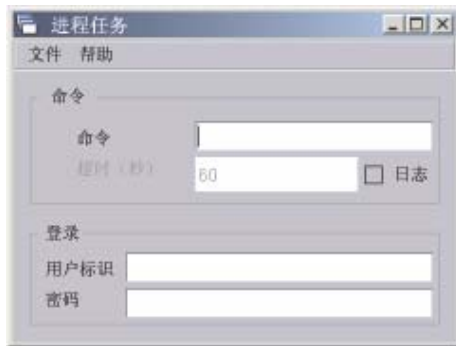 进程任务
文件 帮助
命令
命令
超时（秒） 60 日志
登录
用户标识
密码